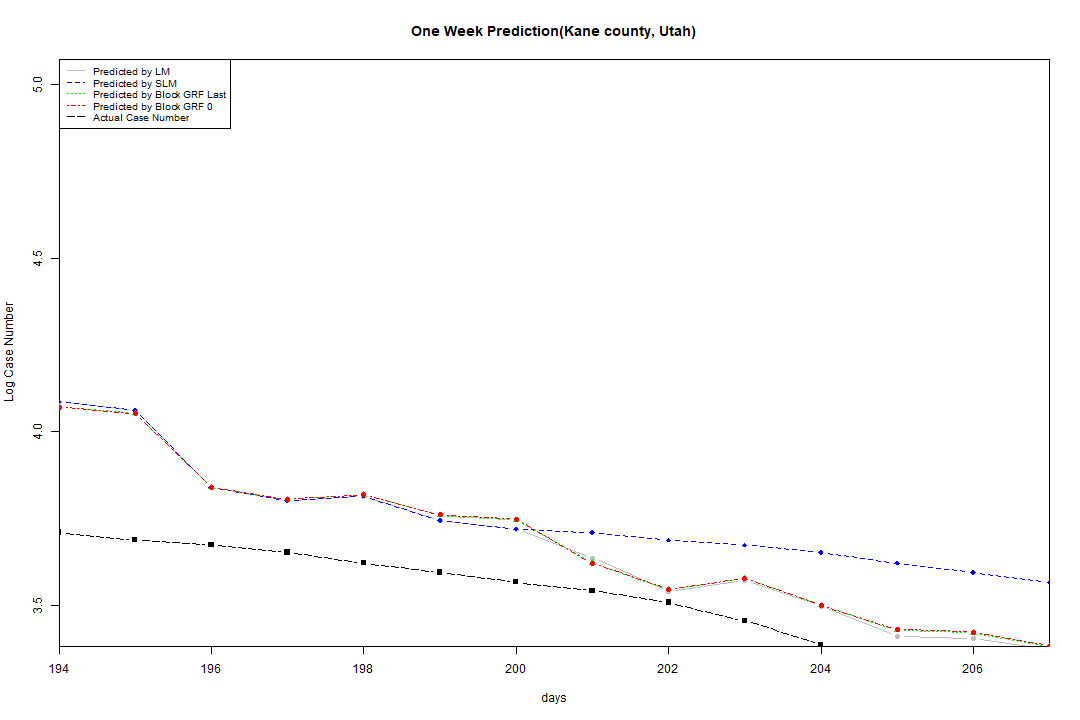 One Week Prediction(Kane county, Utah)
Predicted by LM
Predicted by SLM
Predicted by Block GRF Last
Predicted by Block GRF 0
Actual Case Number
5.0
4.5
4.0
3.5
Log Case Number
194 196 198 200 202 204 206
days